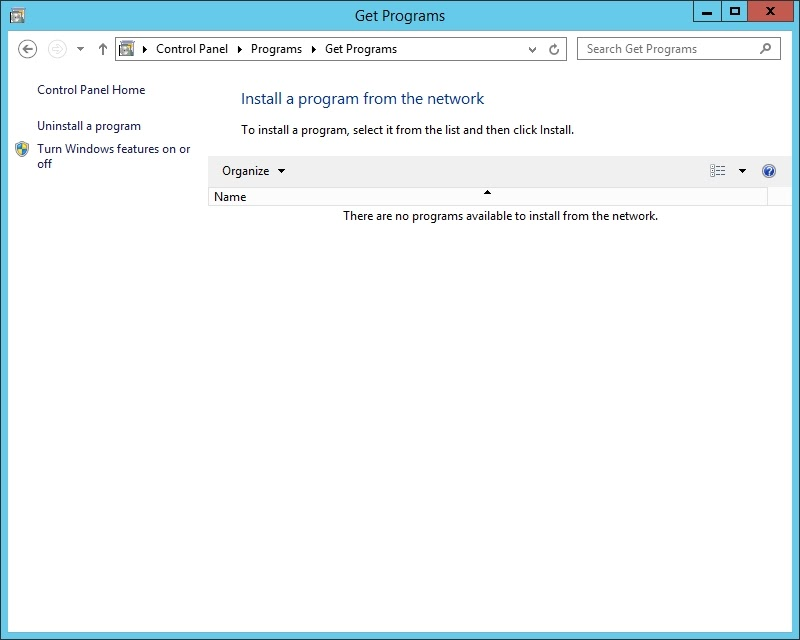 Get Programs
Control Panel Programs Get Programs
Search Get Programs
Control Panel Home
Uninstall a program
Turn Windows features on or
off
Install a program from the network
To install a program, select it from the list and then click Install.
Organize
Name
There are no programs available to install from the network.